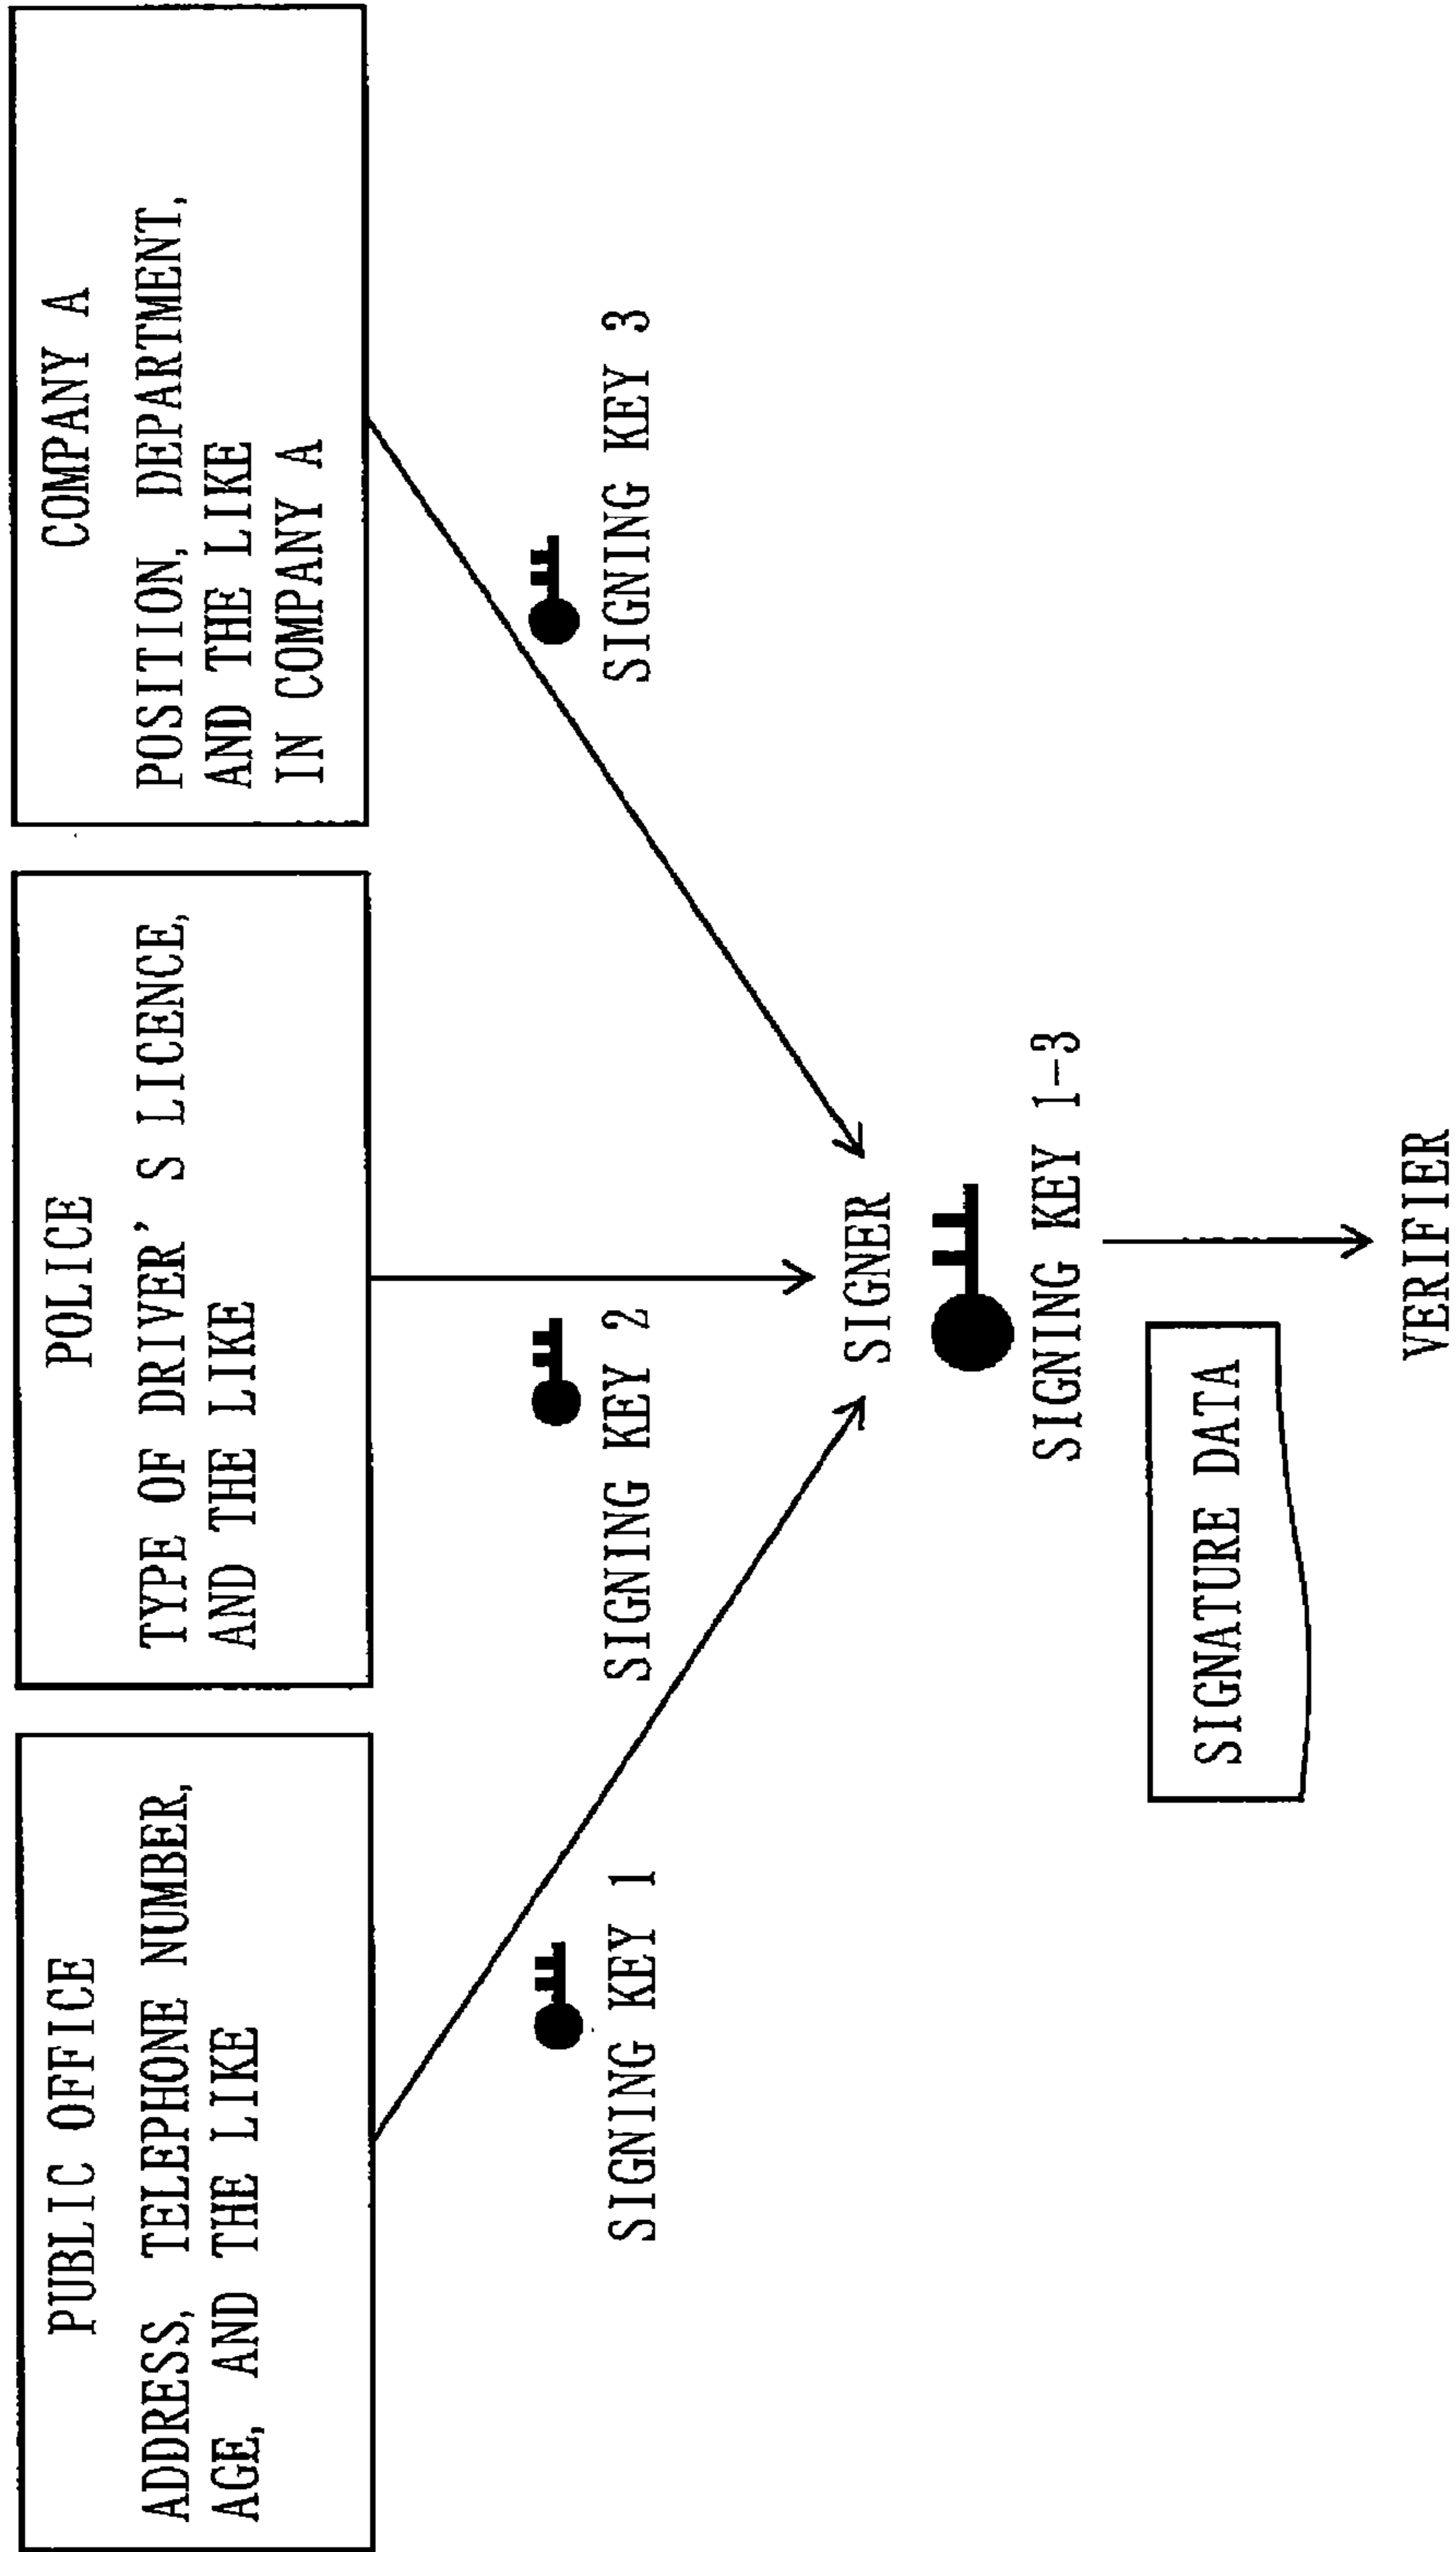 PUBLIC OFFICE
ADDRESS, TELEPHONE NUMBER,
AGE, AND THE LIKE
POLICE
TYPE OF DRIVER'S LICENCE,
AND THE LIKE
COMPANY A
POSITION, DEPARTMENT,
AND THE LIKE
IN COMPANY A
SIGNING KEY 1
SIGNING KEY 2
SIGNING KEY 3
SIGNER
SIGNING KEY 1-3
SIGNATURE DATA
VERIFIER